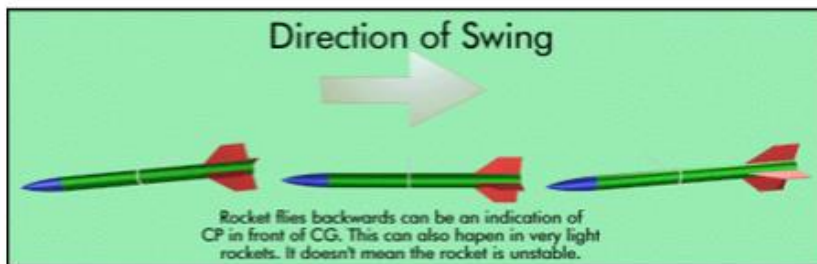 Direction of Swing
Rocket flies backwards can be an indication of
CP in front of CG. This can also hapen in very light
rockets. It doesn't mean the rocket is unstable.